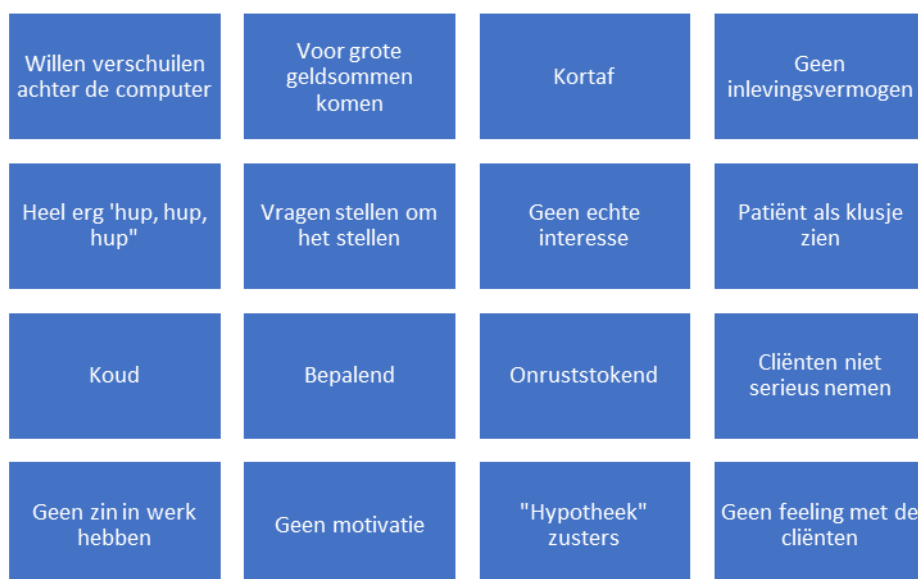 Willen verschuilen
achter de computer
Voor grote
geldsommen
komen
Kortaf
Geen
inlevingsvermogen
Heel erg 'hup, hup,
hup"
Vragen stellen om
het stellen
Geen echte
interesse
Patiënt als klusje
zien
Koud
Bepalend
Onruststokend
Cliënten niet
serieus nemen
Geen zin in werk
hebben
Geen motivatie
"Hypotheek"
zusters
Geen feeling met de
cliënten